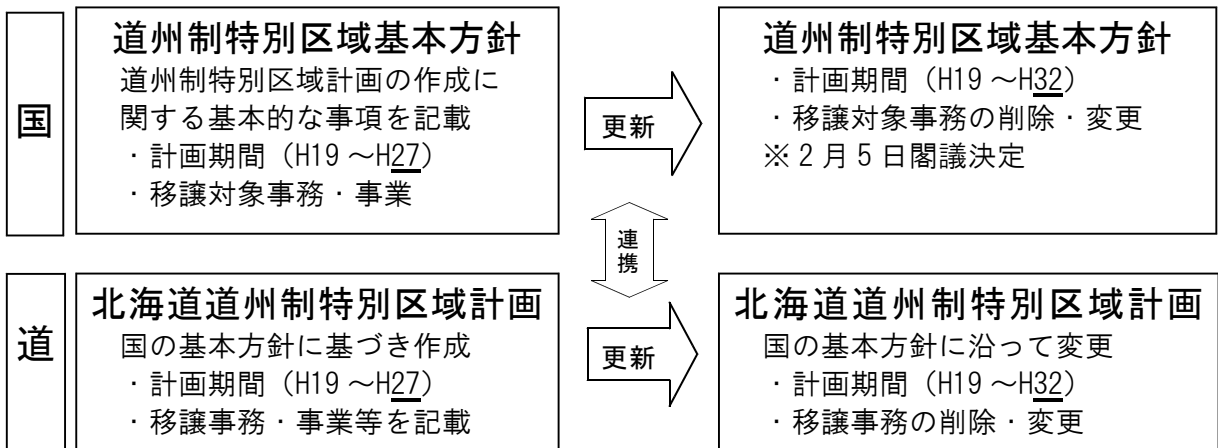 国
道州制特別区域基本方針
道州制特別区域計画の作成に
関する基本的な事項を記載
・計画期間（H19～H27）
・移譲対象事務・事業
更新
道州制特別区域基本方針
・計画期間（H19～H32）
・移譲対象事務の削除・変更
※2月5日閣議決定
連携
道
北海道道州制特別区域計画
国の基本方針に基づき作成
・計画期間（H19～H27）
・移譲事務・事業等を記載
更新
北海道道州制特別区域計画
国の基本方針に沿って変更
・計画期間（H19～H32）
・移譲事務の削除・変更